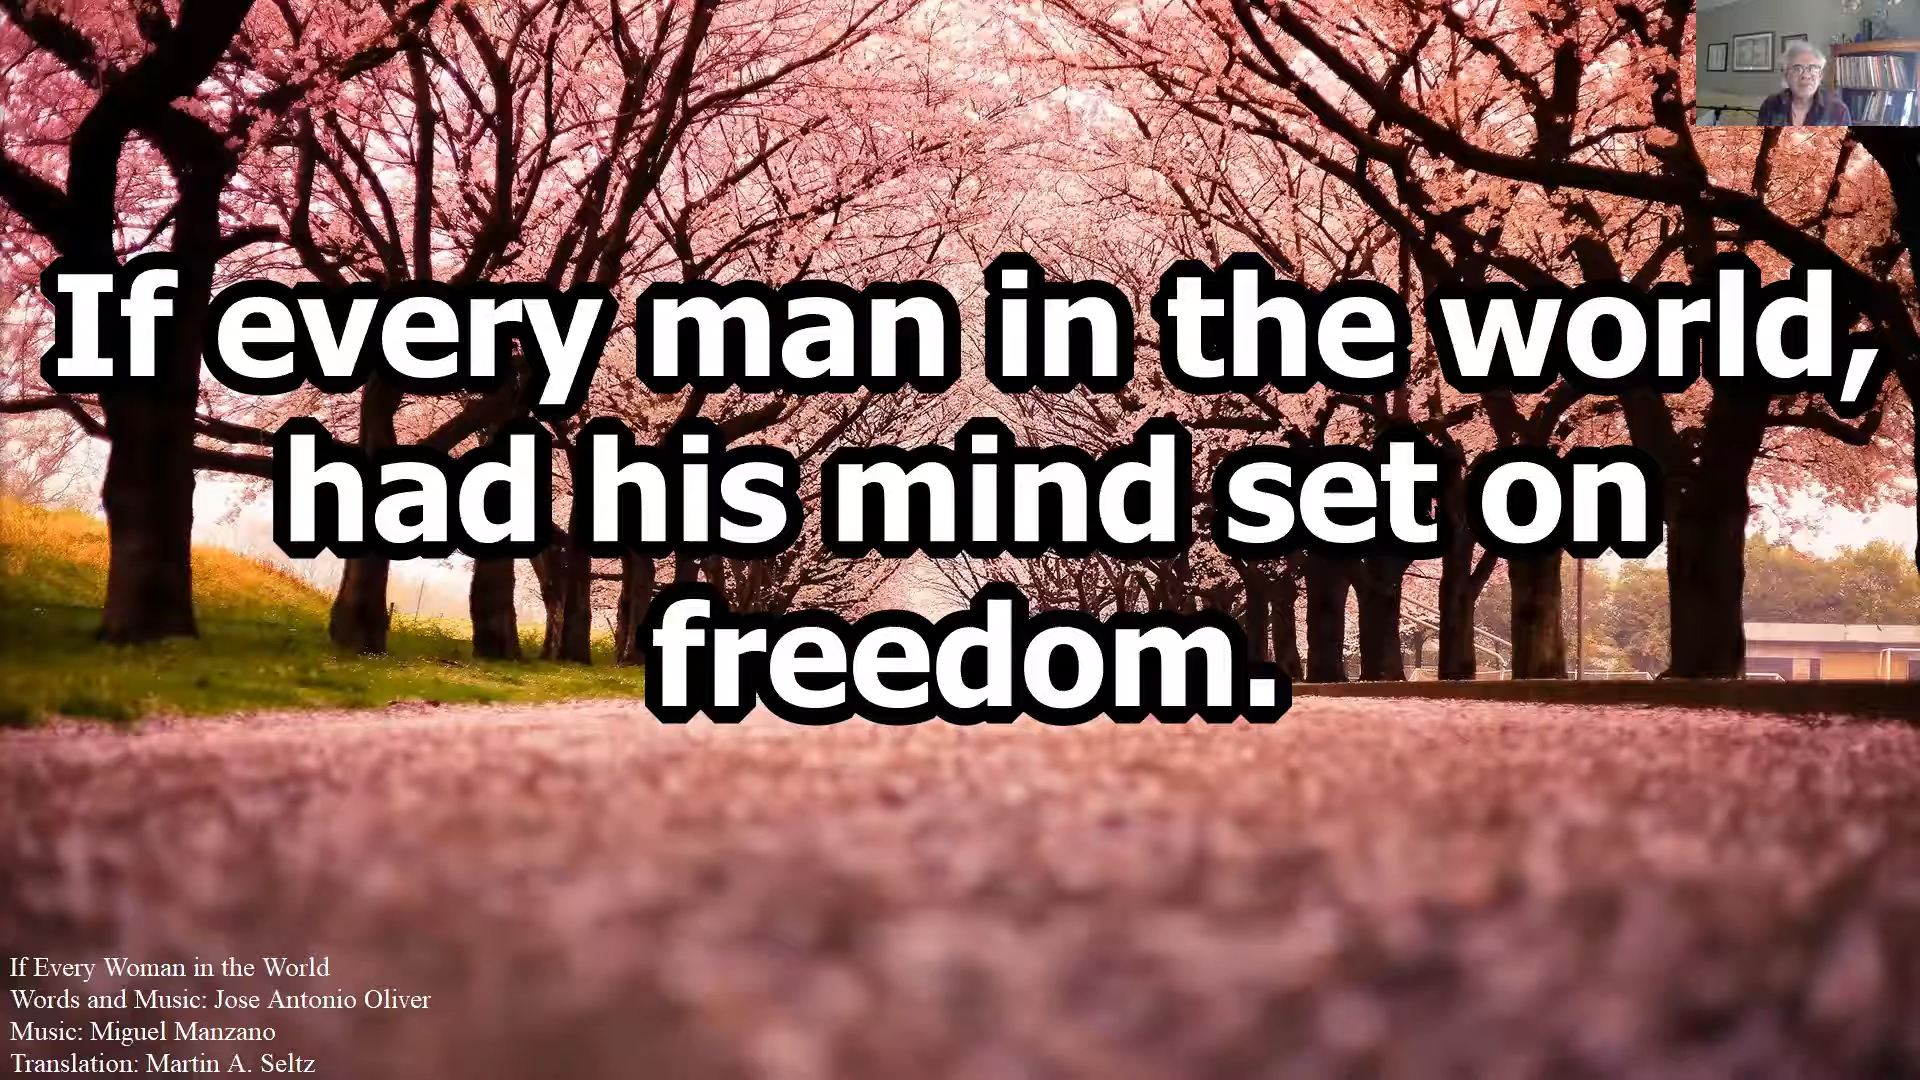 If every man in the world,
had his mind set on
freedom.
If Every Woman in the World
Words and Music: Jose Antonio Oliver
Music: Miguel Manzano
Translation: Martin A. Seltz